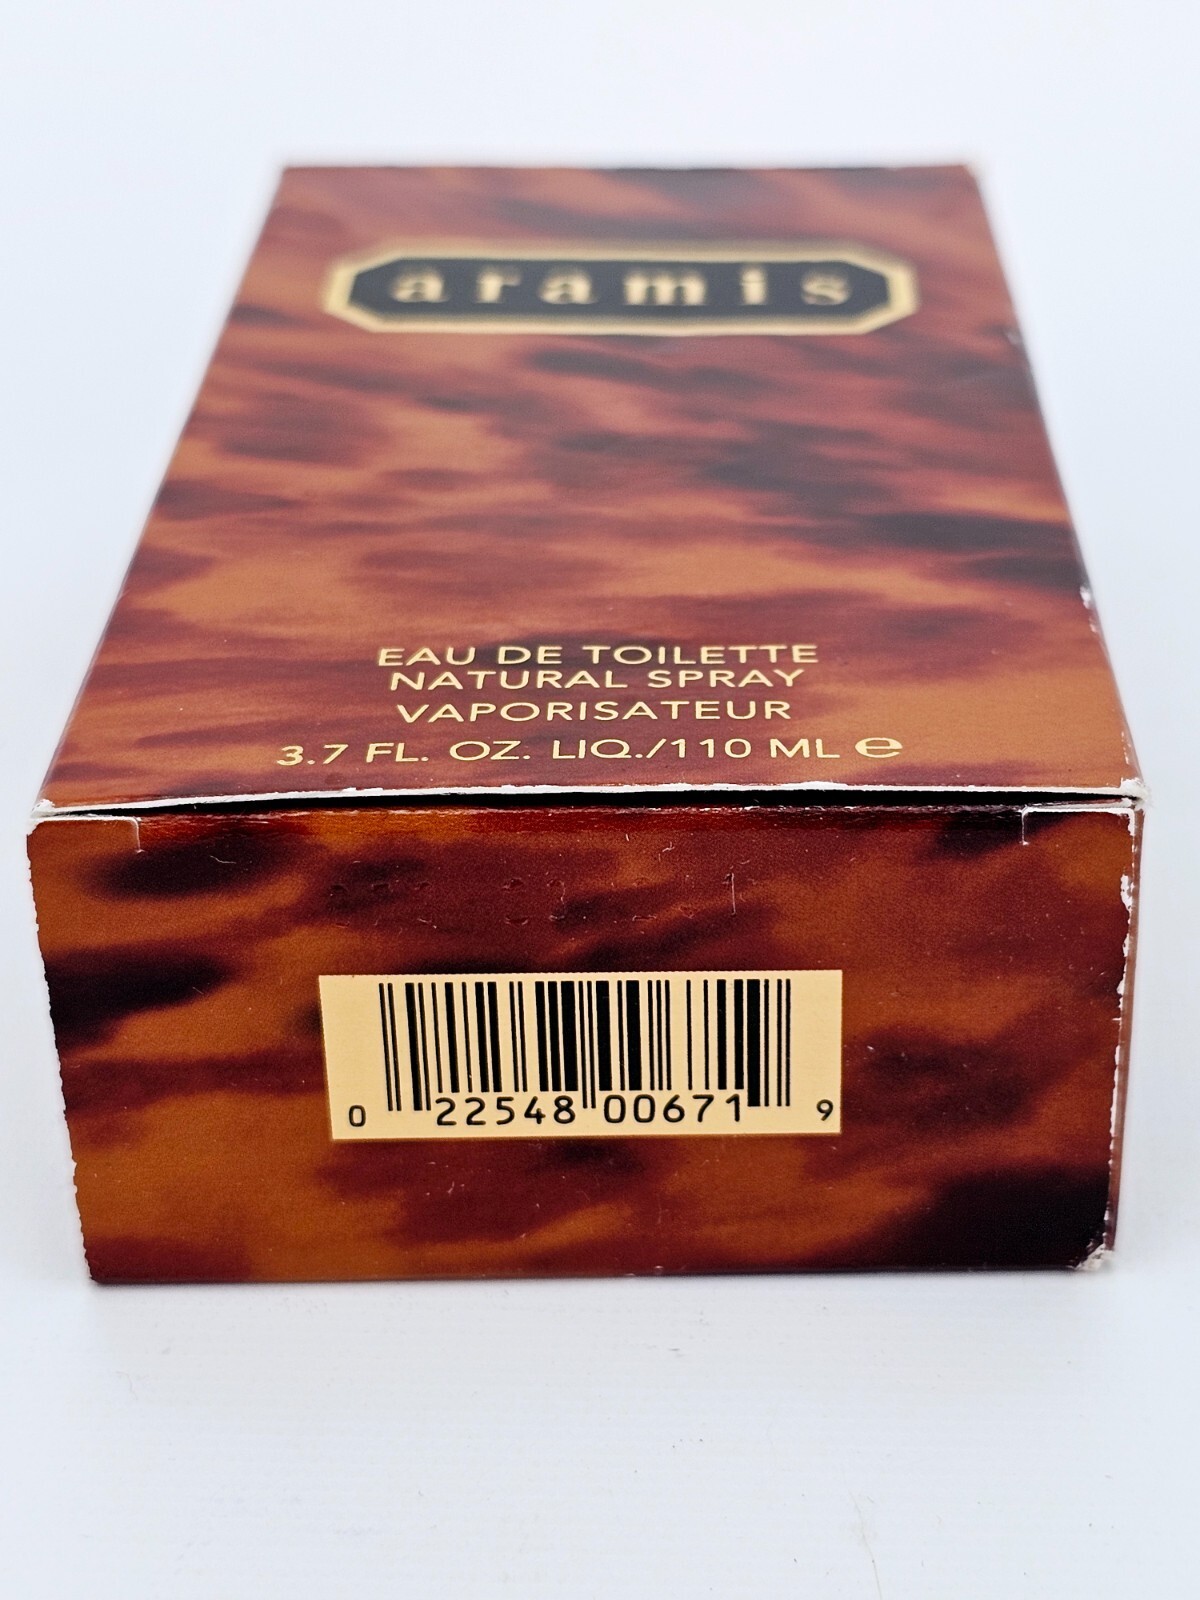 aramis
EAU DE TOILETTE
NATURAL SPRAY
VAPORISATEUR
3.7 FL. OZ. LIQ./110 ML ℮
0 22548 00671 9